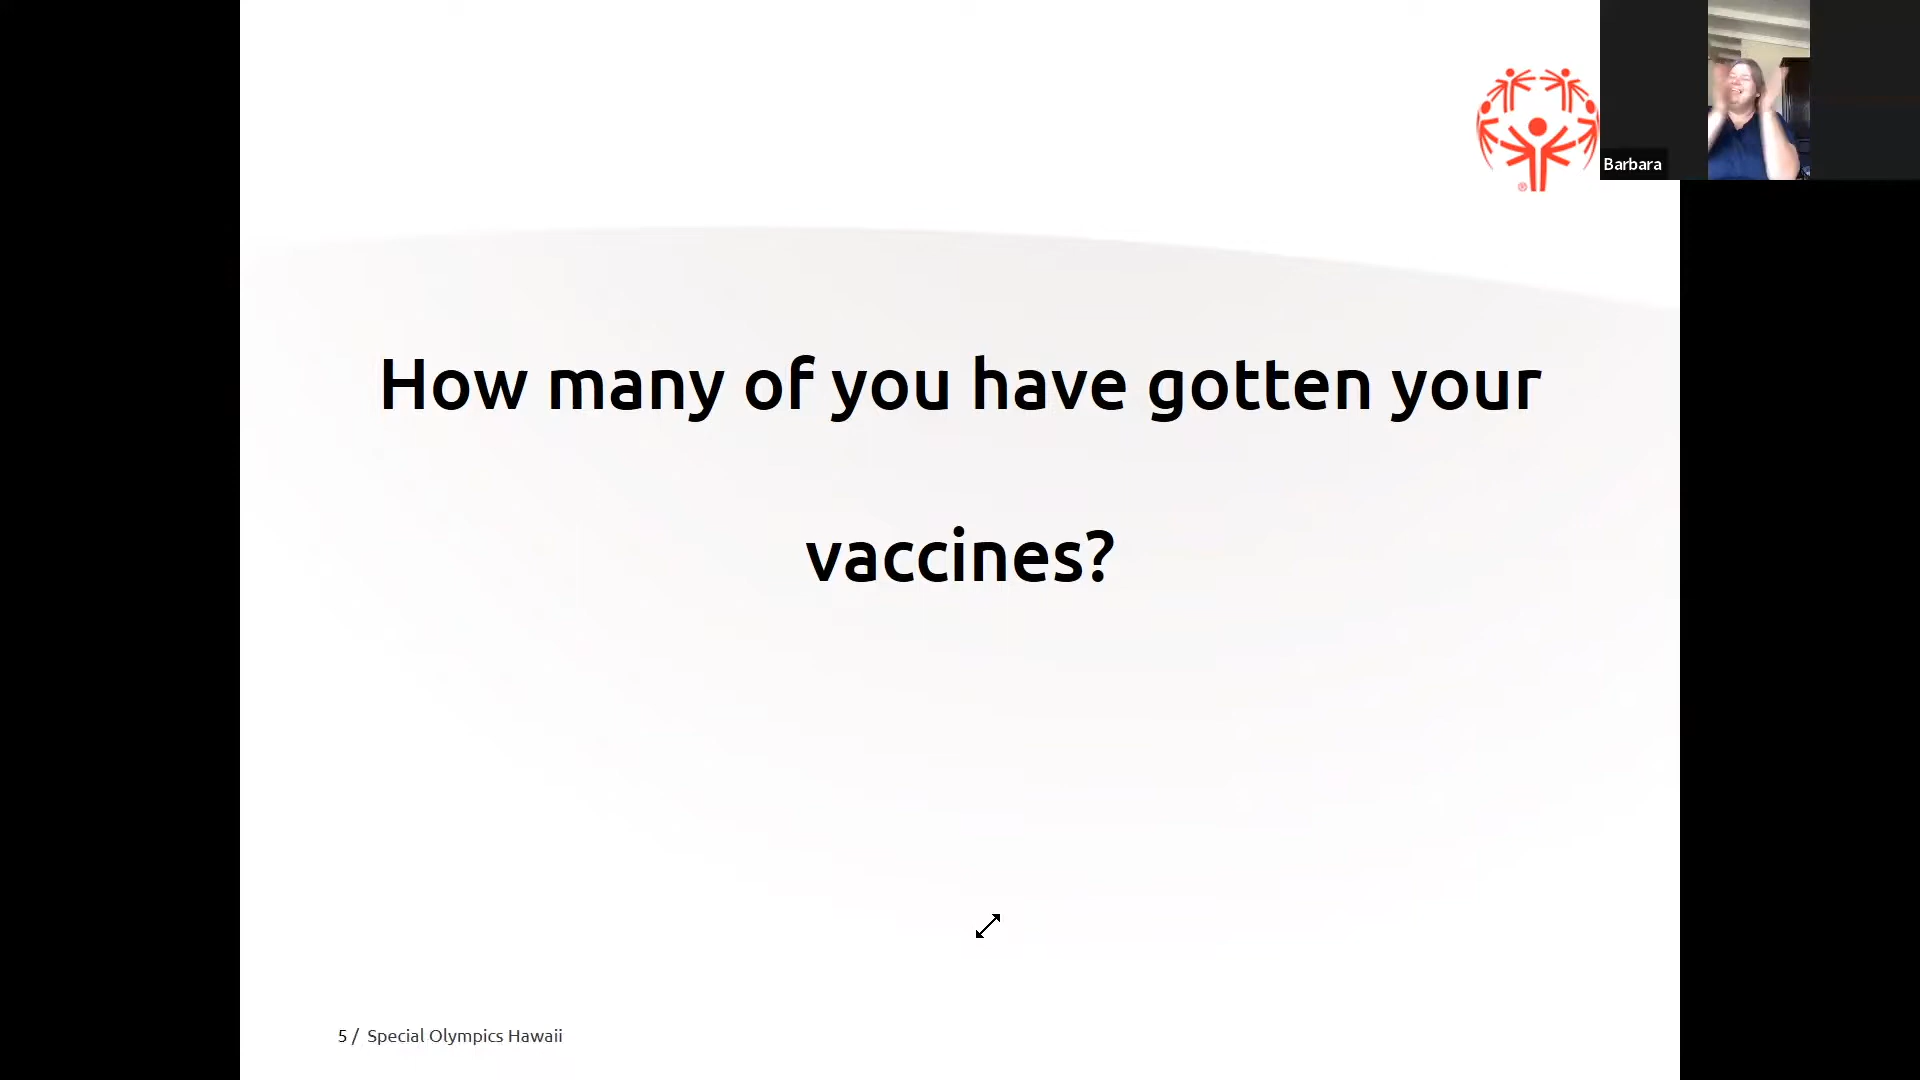 Barbara
®
How many of you have gotten your
vaccines?
5 / Special Olympics Hawaii